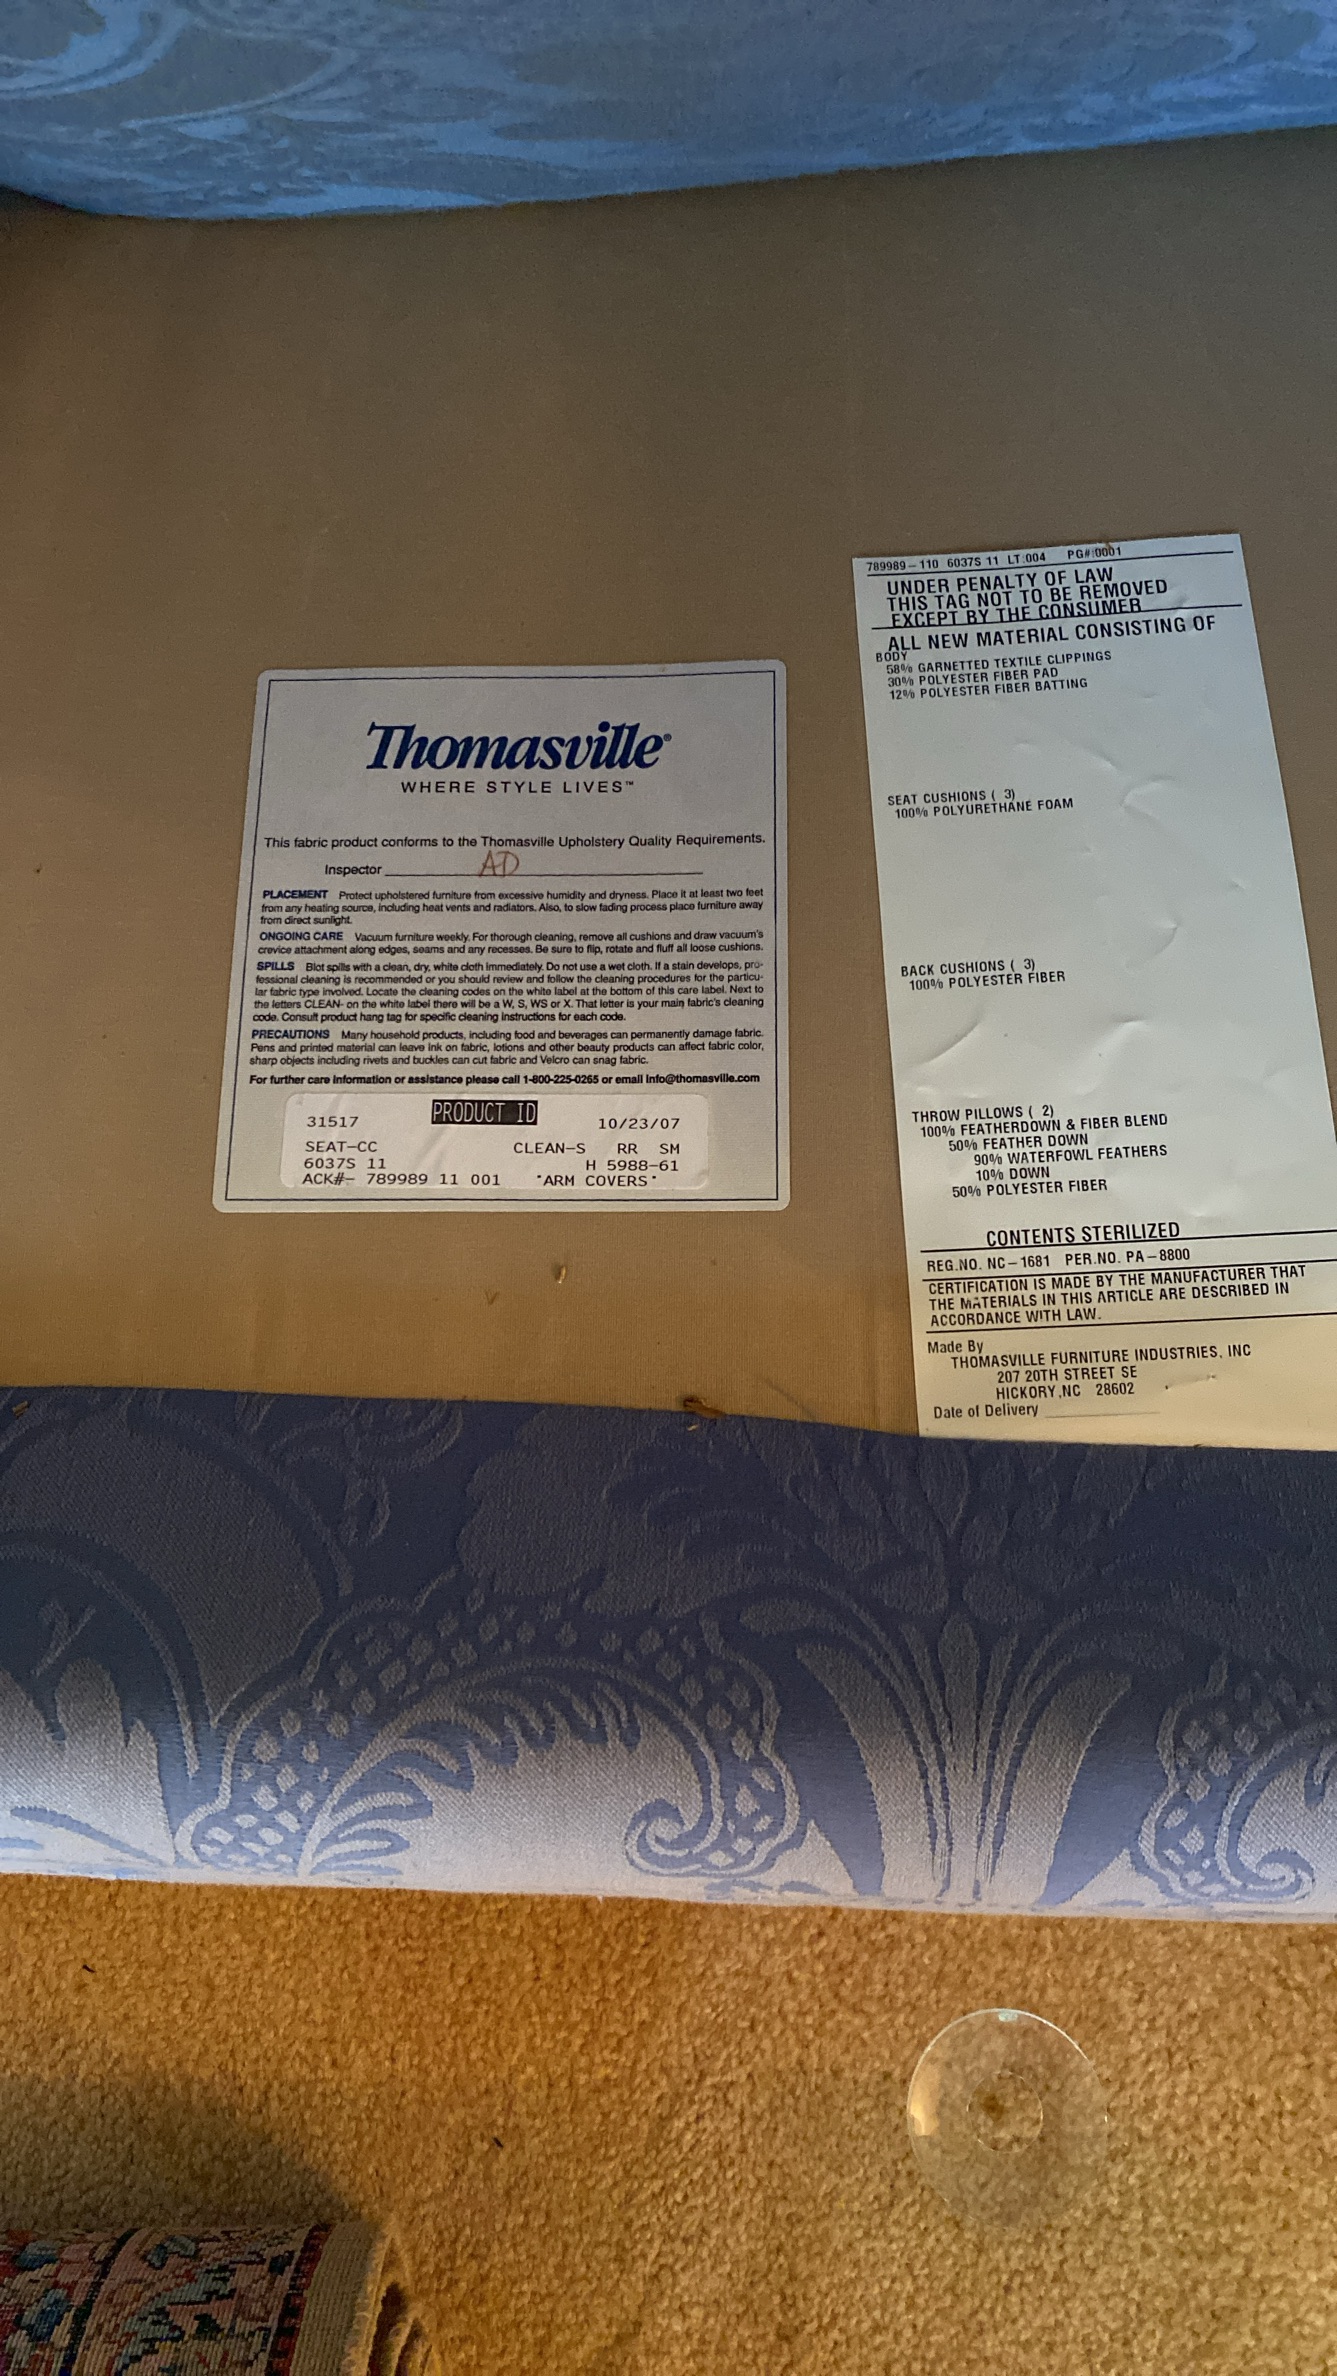 Thomasville®
WHERE STYLE LIVES™
This fabric product conforms to the Thomasville Upholstery Quality Requirements.
Inspector AD
PLACEMENT Protect upholstered furniture from excessive humidity and dryness. Place it at least two feet
from any heating source, including heat vents and radiators. Also, to slow fading process place furniture away
from direct sunlight.
ONGOING CARE Vacuum furniture weekly. For thorough cleaning, remove all cushions and draw vacuum's
crevice attachment along edges, seams and any recesses. Be sure to flip, rotate and fluff all loose cushions.
SPILLS Blot spills with a clean, dry, white cloth immediately. Do not use a wet cloth. If a stain develops, pro-
fessional cleaning is recommended or you should review and follow the cleaning procedures for the particu-
lar fabric type involved. Locate the cleaning codes on the white label at the bottom of this care label. Next to
the letters CLEAN- on the white label there will be a W, S, WS or X. That letter is your main fabric's cleaning
code. Consult product hang tag for specific cleaning instructions for each code.
PRECAUTIONS Many household products, including food and beverages can permanently damage fabric.
Pens and printed material can leave ink on fabric, lotions and other beauty products can affect fabric color,
sharp objects including rivets and buckles can cut fabric and Velcro can snag fabric.
For further care information or assistance please call 1-800-225-0265 or email info@thomasville.com
31517 PRODUCT ID 10/23/07
SEAT-CC CLEAN-S RR SM
6037S 11 H 5988-61
ACK#- 789989 11 001 *ARM COVERS*
789989-110 6037S 11 LT:004 PG#:0001
UNDER PENALTY OF LAW
THIS TAG NOT TO BE REMOVED
EXCEPT BY THE CONSUMER
ALL NEW MATERIAL CONSISTING OF
BODY
58% GARNETTED TEXTILE CLIPPINGS
30% POLYESTER FIBER PAD
12% POLYESTER FIBER BATTING
SEAT CUSHIONS ( 3)
100% POLYURETHANE FOAM
BACK CUSHIONS ( 3)
100% POLYESTER FIBER
THROW PILLOWS ( 2)
100% FEATHERDOWN & FIBER BLEND
50% FEATHER DOWN
90% WATERFOWL FEATHERS
10% DOWN
50% POLYESTER FIBER
CONTENTS STERILIZED
REG.NO. NC-1681 PER.NO. PA-8800
CERTIFICATION IS MADE BY THE MANUFACTURER THAT
THE MATERIALS IN THIS ARTICLE ARE DESCRIBED IN
ACCORDANCE WITH LAW.
Made By
THOMASVILLE FURNITURE INDUSTRIES, INC
207 20TH STREET SE
HICKORY,NC 28602
Date of Delivery